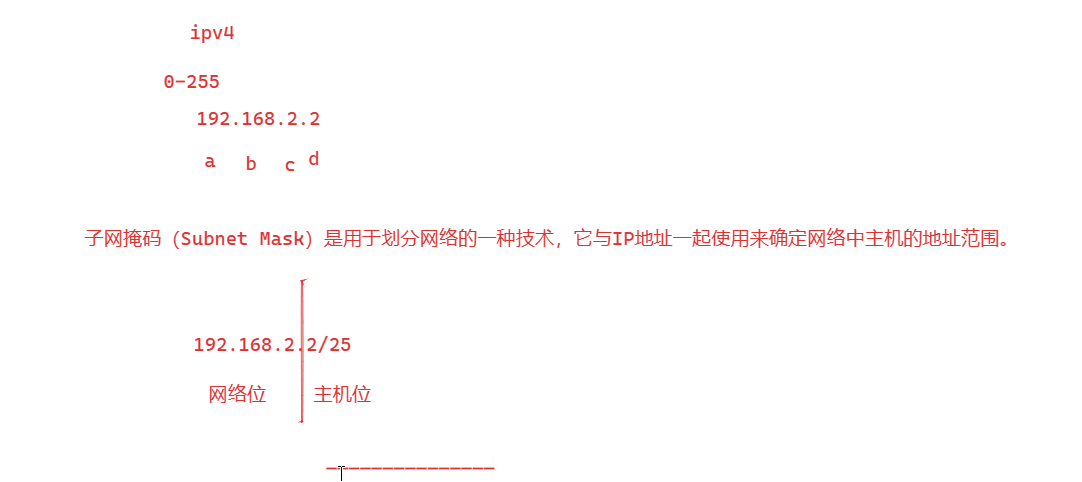 ipv4
0-255
192.168.2.2
a b c d
子网掩码（Subnet Mask）是用于划分网络的一种技术，它与IP地址一起使用来确定网络中主机的地址范围。
192.168.2.2/25
网络位 主机位